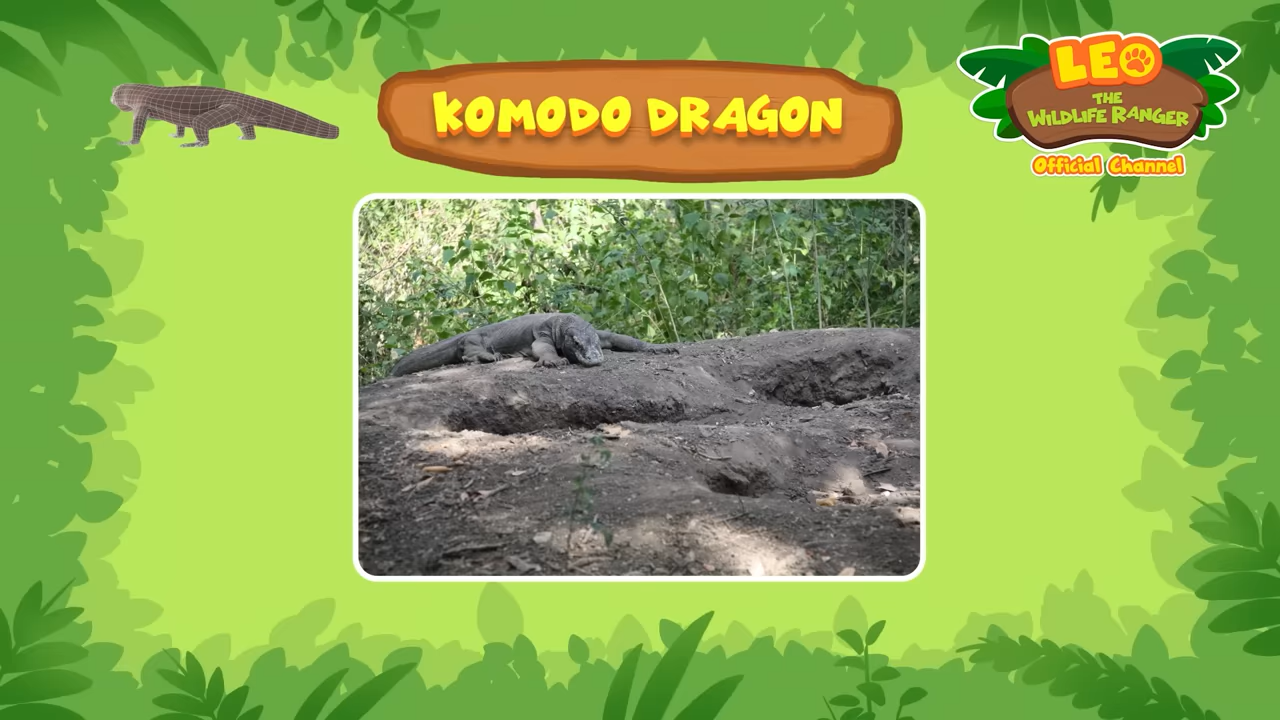 KOMODO DRAGON
LEO
THE
WILDLIFE RANGER
Official Channel